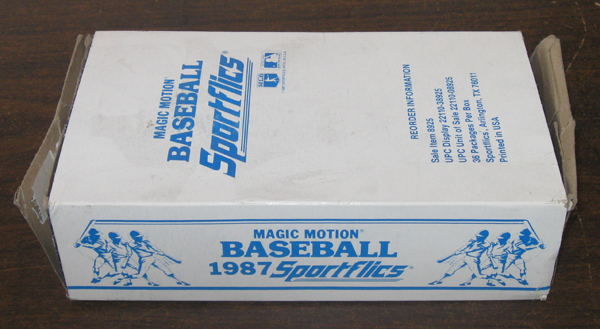 MAGIC MOTION®
BASEBALL
Sportflics®
REORDER INFORMATION
Sale Item 8925
UPC Display 22110-38925
UPC Unit of Sale 22110-08925
36 Packages Per Box
Sportflics, Arlington, TX 76011
Printed in USA
MAGIC MOTION®
BASEBALL
1987 Sportflics®